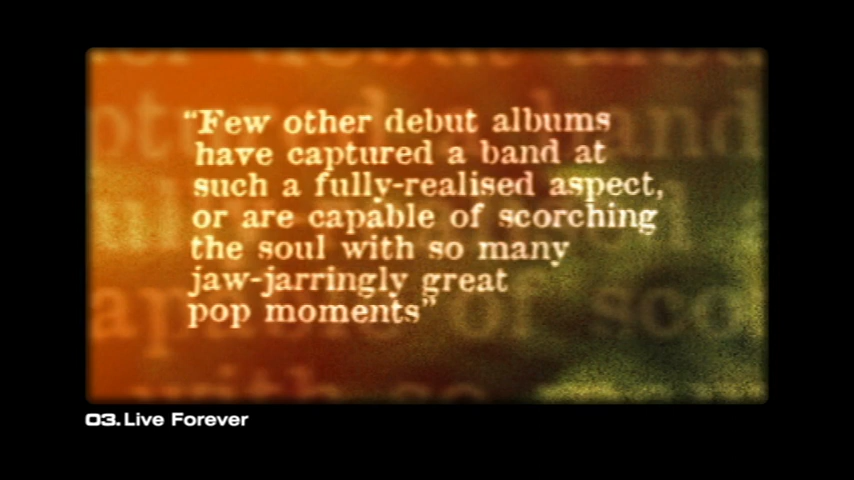 “Few other debut albums
have captured a band at
such a fully-realised aspect,
or are capable of scorching
the soul with so many
jaw-jarringly great
pop moments”
03. Live Forever